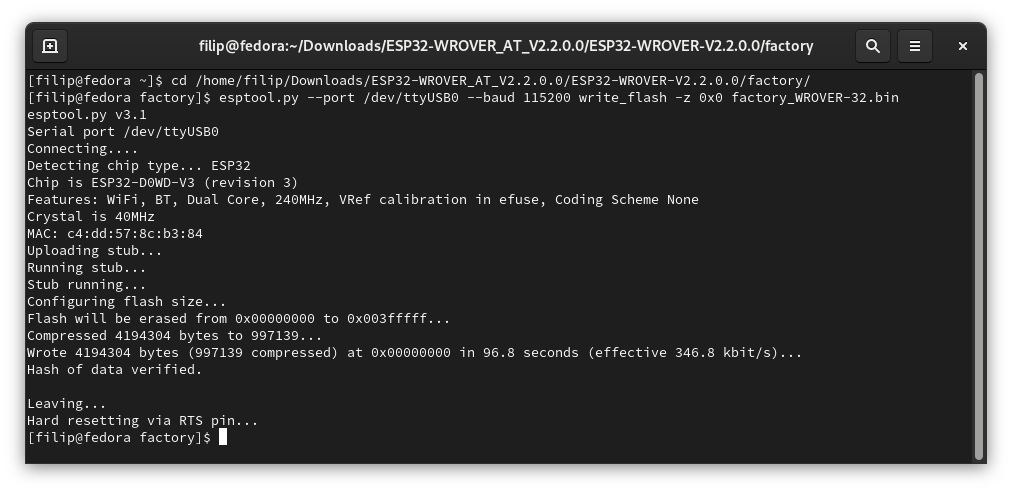 filip@fedora:~/Downloads/ESP32-WROVER_AT_V2.2.0.0/ESP32-WROVER-V2.2.0.0/factory
[filip@fedora ~]$ cd /home/filip/Downloads/ESP32-WROVER_AT_V2.2.0.0/ESP32-WROVER-V2.2.0.0/factory/
[filip@fedora factory]$ esptool.py --port /dev/ttyUSB0 --baud 115200 write_flash -z 0x0 factory_WROVER-32.bin
esptool.py v3.1
Serial port /dev/ttyUSB0
Connecting....
Detecting chip type... ESP32
Chip is ESP32-D0WD-V3 (revision 3)
Features: WiFi, BT, Dual Core, 240MHz, VRef calibration in efuse, Coding Scheme None
Crystal is 40MHz
MAC: c4:dd:57:8c:b3:84
Uploading stub...
Running stub...
Stub running...
Configuring flash size...
Flash will be erased from 0x00000000 to 0x003fffff...
Compressed 4194304 bytes to 997139...
Wrote 4194304 bytes (997139 compressed) at 0x00000000 in 96.8 seconds (effective 346.8 kbit/s)...
Hash of data verified.

Leaving...
Hard resetting via RTS pin...
[filip@fedora factory]$